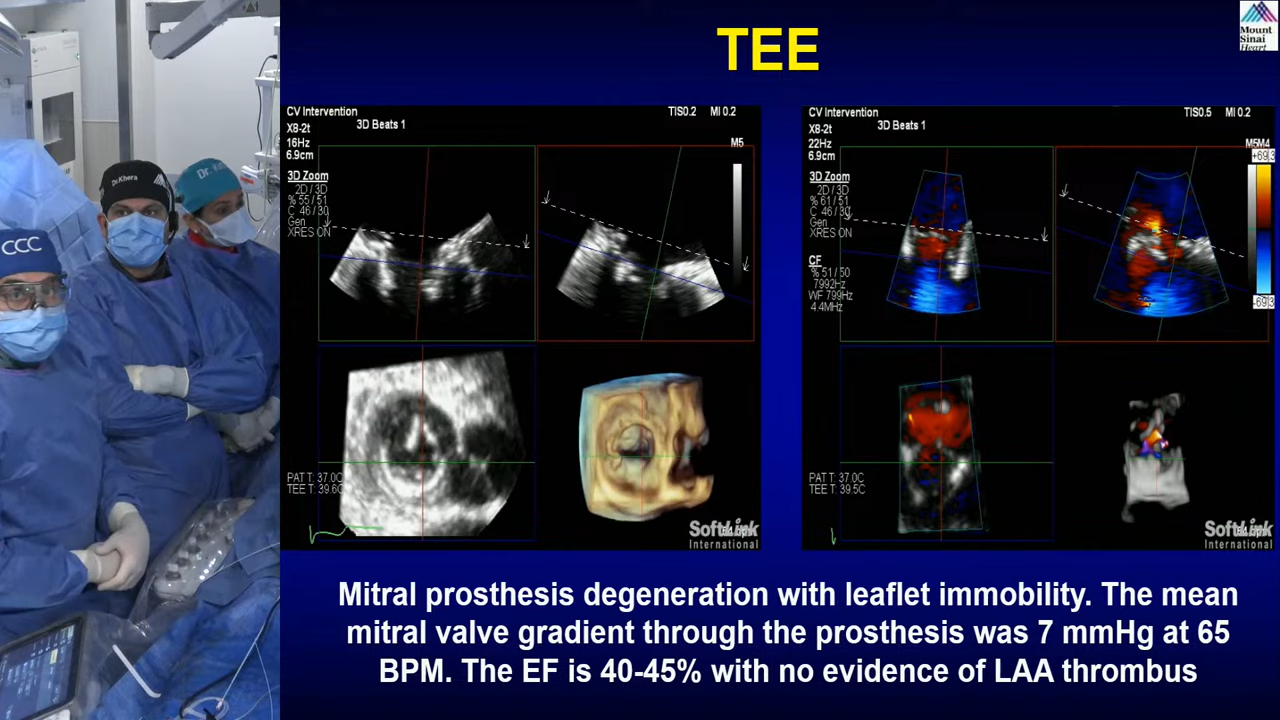 TEE
Mount
Sinai
Heart
Dr.Khera
CCC
CV Intervention
TIS0.2 MI 0.2
X8-2t
3D Beats 1
16Hz
6.9cm
M5
3D Zoom
2D / 3D
% 55 / 51
C 46 / 30
Gen
XRES ON
PAT T: 37.0C
TEE T: 39.6C
SoftLink
International
CV Intervention
TIS0.5 MI 0.2
X8-2t
3D Beats 1
22Hz
6.9cm
M5M4
+69.3
3D Zoom
2D / 3D
% 61 / 51
C 46 / 30
Gen
XRES ON
CF
% 51 / 50
7992Hz
WF 799Hz
4.4MHz
-69.3
PAT T: 37.0C
TEE T: 39.5C
SoftLink
International
Mitral prosthesis degeneration with leaflet immobility. The mean
mitral valve gradient through the prosthesis was 7 mmHg at 65
BPM. The EF is 40-45% with no evidence of LAA thrombus